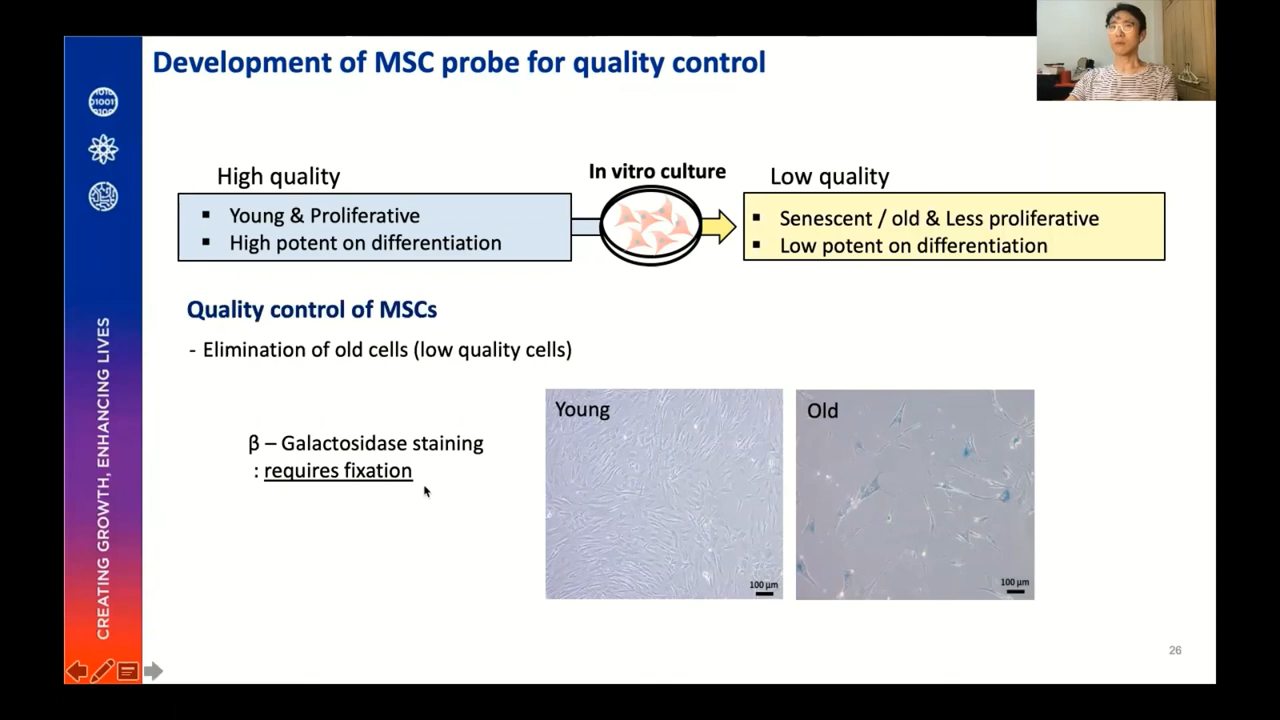 Development of MSC probe for quality control
High quality
In vitro culture
Low quality
▪ Young & Proliferative
▪ High potent on differentiation
▪ Senescent / old & Less proliferative
▪ Low potent on differentiation
Quality control of MSCs
- Elimination of old cells (low quality cells)
β – Galactosidase staining
: requires fixation
Young
100 µm
Old
100 µm
CREATING GROWTH, ENHANCING LIVES
26